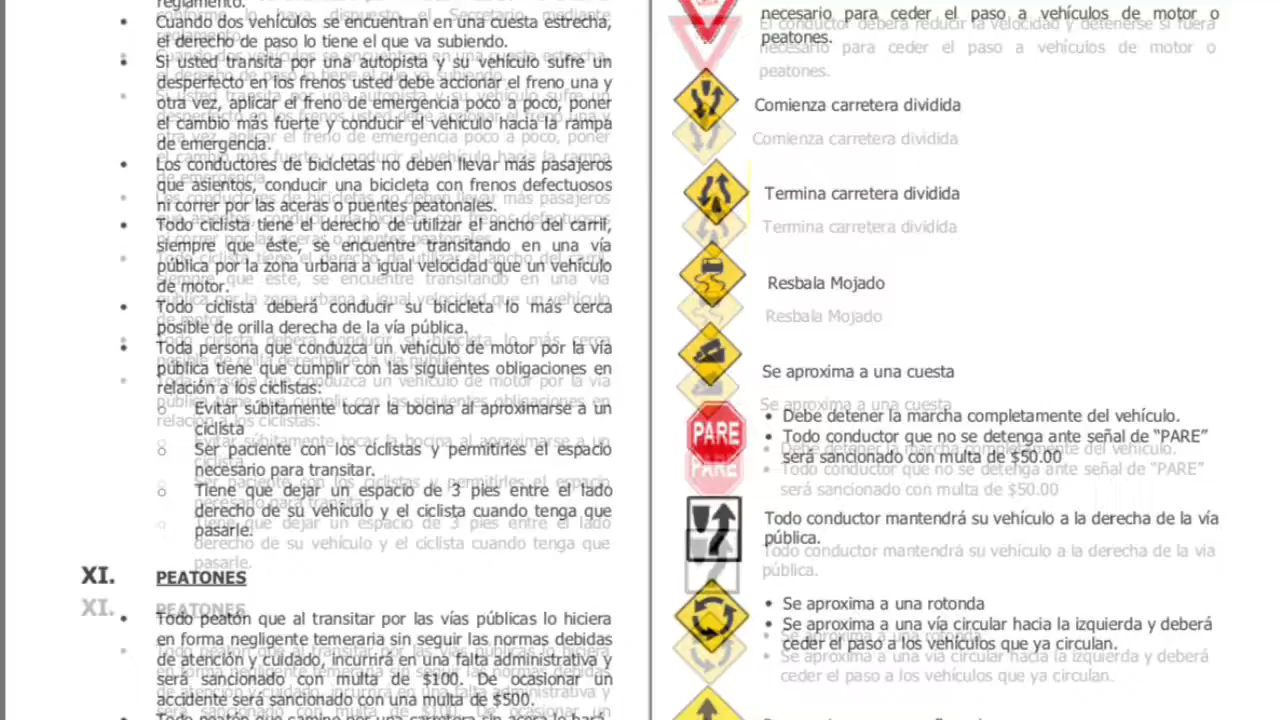 reglamento.
• Cuando dos vehículos se encuentran en una cuesta estrecha,
el derecho de paso lo tiene el que va subiendo.
• Si usted transita por una autopista y su vehículo sufre un
desperfecto en los frenos usted debe accionar el freno una y
otra vez, aplicar el freno de emergencia poco a poco, poner
el cambio más fuerte y conducir el vehículo hacia la rampa
de emergencia.
• Los conductores de bicicletas no deben llevar más pasajeros
que asientos, conducir una bicicleta con frenos defectuosos
ni correr por las aceras o puentes peatonales.
• Todo ciclista tiene el derecho de utilizar el ancho del carril,
siempre que éste, se encuentre transitando en una vía
pública por la zona urbana a igual velocidad que un vehículo
de motor.
• Todo ciclista deberá conducir su bicicleta lo más cerca
posible de orilla derecha de la vía pública.
• Toda persona que conduzca un vehículo de motor por la vía
pública tiene que cumplir con las siguientes obligaciones en
relación a los ciclistas:
o Evitar súbitamente tocar la bocina al aproximarse a un
ciclista
o Ser paciente con los ciclistas y permitirles el espacio
necesario para transitar.
o Tiene que dejar un espacio de 3 pies entre el lado
derecho de su vehículo y el ciclista cuando tenga que
pasarle.
XI. PEATONES
• Todo peatón que al transitar por las vías públicas lo hiciera
en forma negligente temeraria sin seguir las normas debidas
de atención y cuidado, incurrirá en una falta administrativa y
será sancionado con multa de $100. De ocasionar un
accidente será sancionado con una multa de $500.
• Todo peatón que camine por una carretera sin acera lo hará
necesario para ceder el paso a vehículos de motor o
peatones.
Comienza carretera dividida
Termina carretera dividida
Resbala Mojado
Se aproxima a una cuesta
PARE
• Debe detener la marcha completamente del vehículo.
• Todo conductor que no se detenga ante señal de “PARE”
será sancionado con multa de $50.00
Todo conductor mantendrá su vehículo a la derecha de la vía
pública.
• Se aproxima a una rotonda
• Se aproxima a una vía circular hacia la izquierda y deberá
ceder el paso a los vehículos que ya circulan.